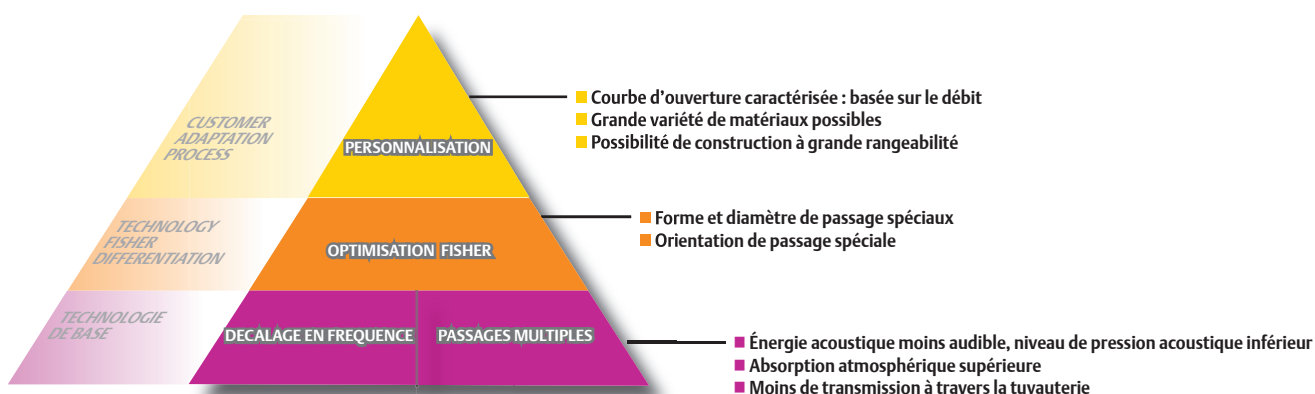 CUSTOMER
ADAPTATION
PROCESS
PERSONNALISATION
Courbe d'ouverture caractérisée : basée sur le débit
Grande variété de matériaux possibles
Possibilité de construction à grande rangeabilité
TECHNOLOGY
FISHER
DIFFERENTIATION
OPTIMISATION FISHER
Forme et diamètre de passage spéciaux
Orientation de passage spéciale
TECHNOLOGIE
DE BASE
DECALAGE EN FREQUENCE
PASSAGES MULTIPLES
Énergie acoustique moins audible, niveau de pression acoustique inférieur
Absorption atmosphérique supérieure
Moins de transmission à travers la tuyauterie